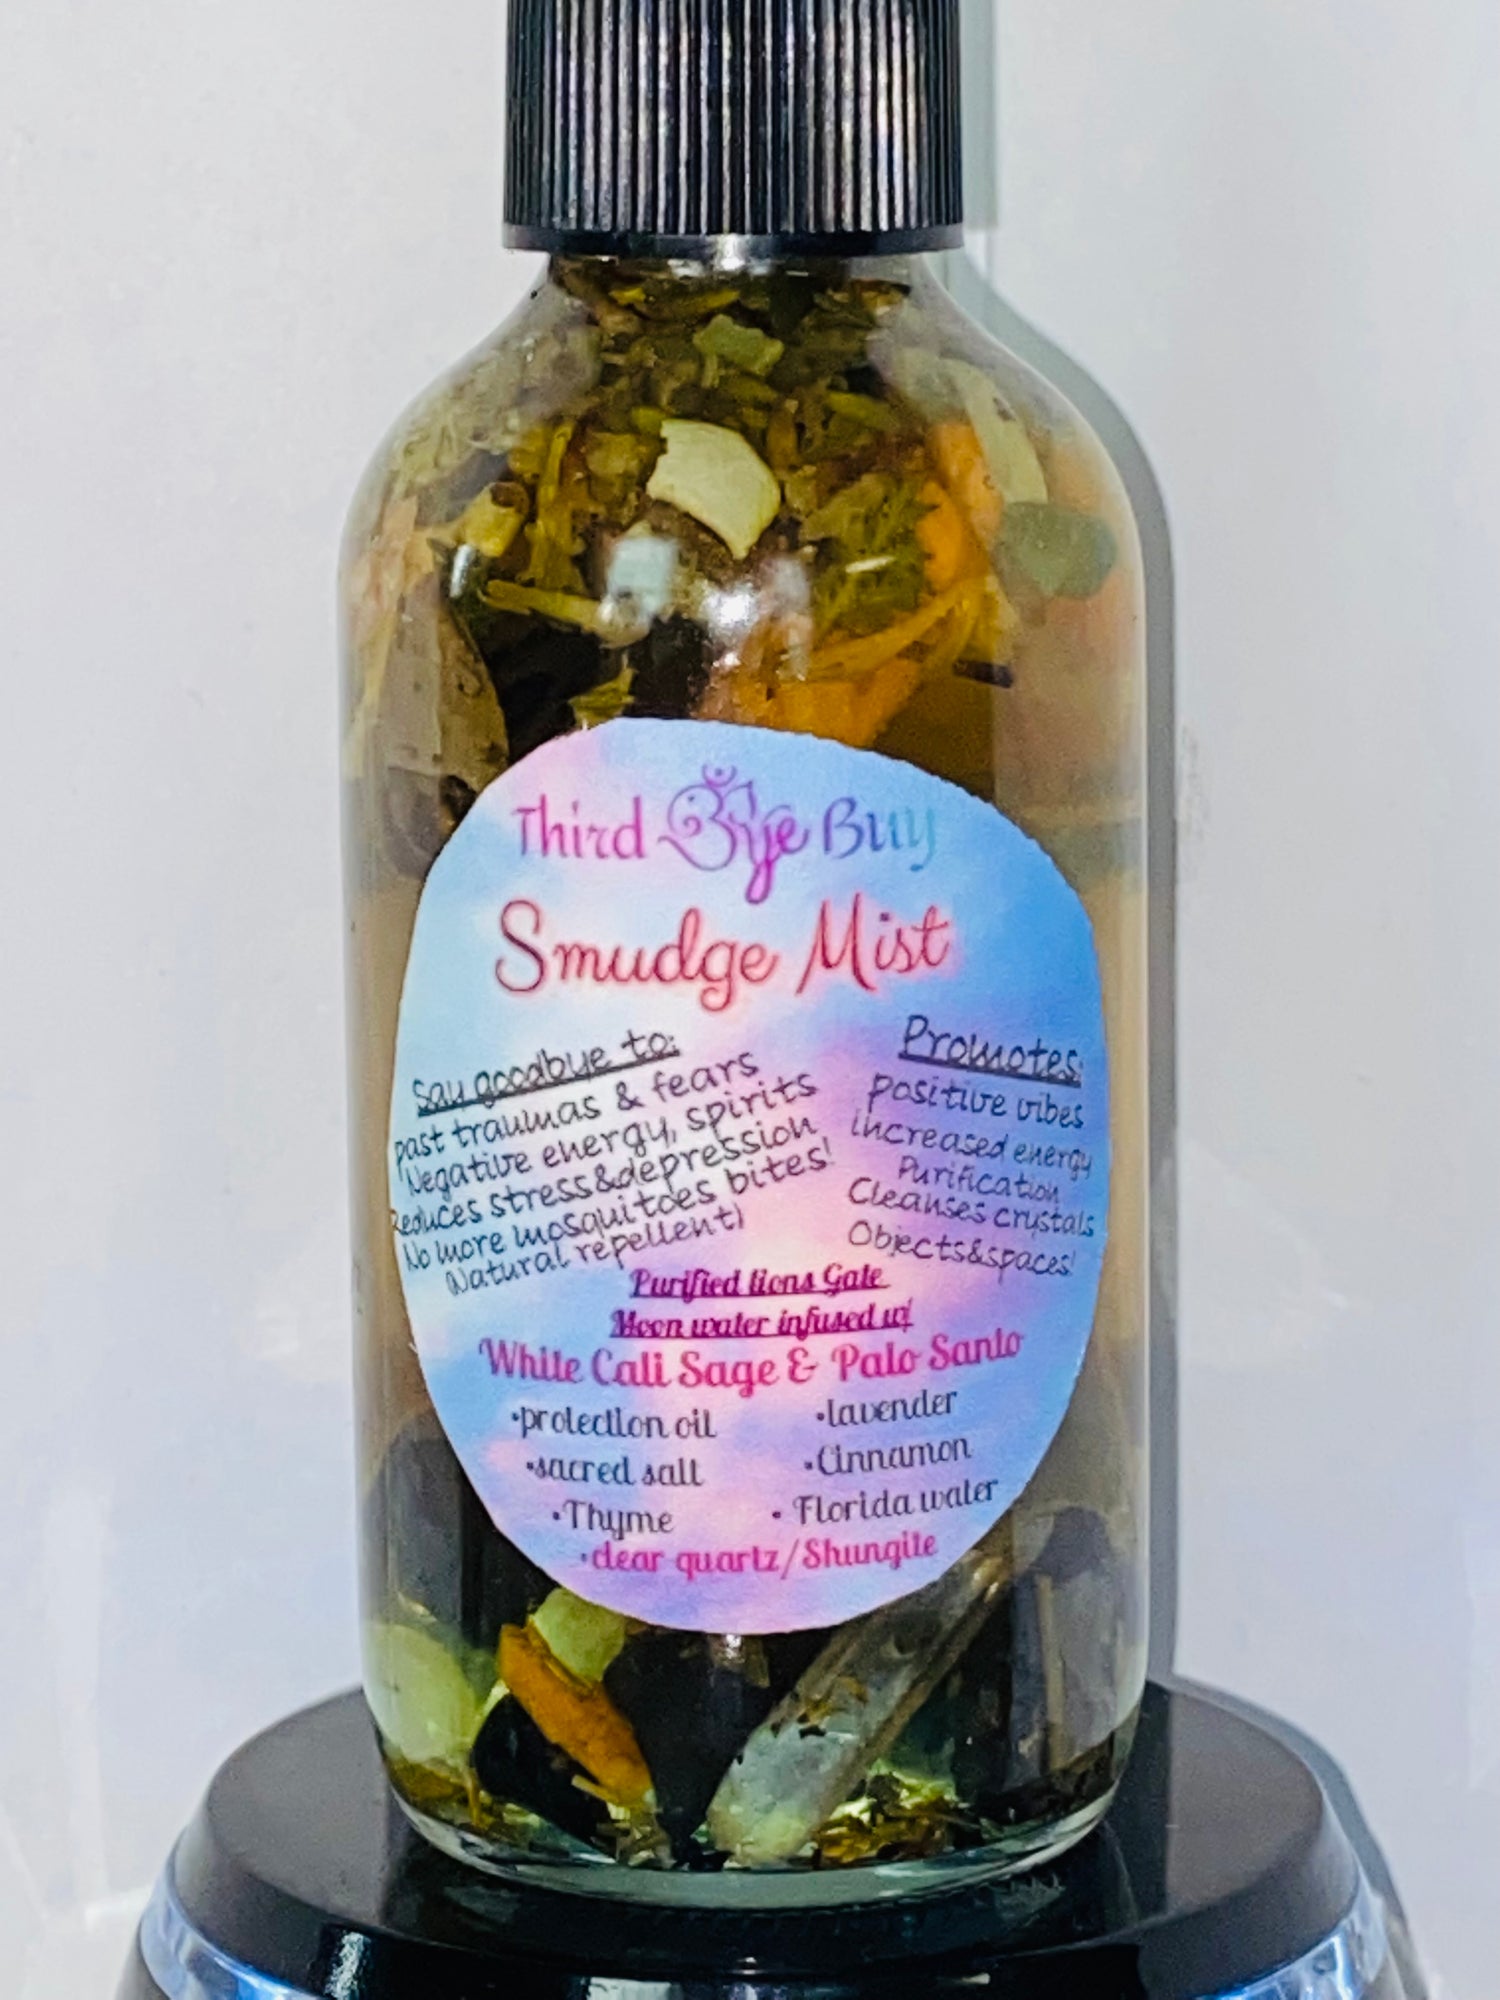 Third Eye Buy
Smudge Mist
Say goodbye to:
past traumas & fears
Negative energy, spirits
Reduces stress&depression
No more mosquitoes bites!
Natural repellent)
Promotes:
positive vibes
increased energy
Purification
Cleanses crystals
Objects&spaces!
Purified lions Gate
Moon water infused w/
White Cali Sage & Palo Santo
•protection oil
•lavender
•sacred salt
•Cinnamon
•Thyme
• Florida water
•clear quartz/Shungite